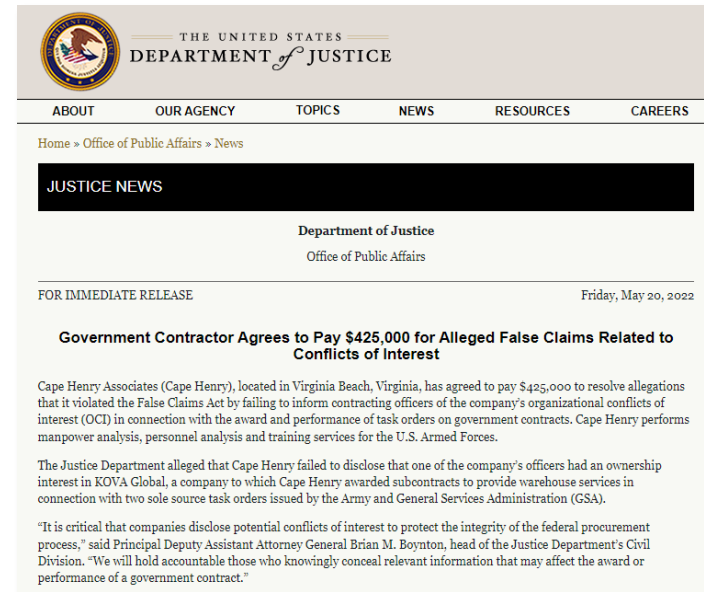 THE UNITED STATES
DEPARTMENT of JUSTICE
ABOUT OUR AGENCY TOPICS NEWS RESOURCES CAREERS
Home » Office of Public Affairs » News
JUSTICE NEWS
Department of Justice
Office of Public Affairs
FOR IMMEDIATE RELEASE Friday, May 20, 2022
Government Contractor Agrees to Pay $425,000 for Alleged False Claims Related to
Conflicts of Interest
Cape Henry Associates (Cape Henry), located in Virginia Beach, Virginia, has agreed to pay $425,000 to resolve allegations
that it violated the False Claims Act by failing to inform contracting officers of the company’s organizational conflicts of
interest (OCI) in connection with the award and performance of task orders on government contracts. Cape Henry performs
manpower analysis, personnel analysis and training services for the U.S. Armed Forces.
The Justice Department alleged that Cape Henry failed to disclose that one of the company’s officers had an ownership
interest in KOVA Global, a company to which Cape Henry awarded subcontracts to provide warehouse services in
connection with two sole source task orders issued by the Army and General Services Administration (GSA).
“It is critical that companies disclose potential conflicts of interest to protect the integrity of the federal procurement
process,” said Principal Deputy Assistant Attorney General Brian M. Boynton, head of the Justice Department’s Civil
Division. “We will hold accountable those who knowingly conceal relevant information that may affect the award or
performance of a government contract.”